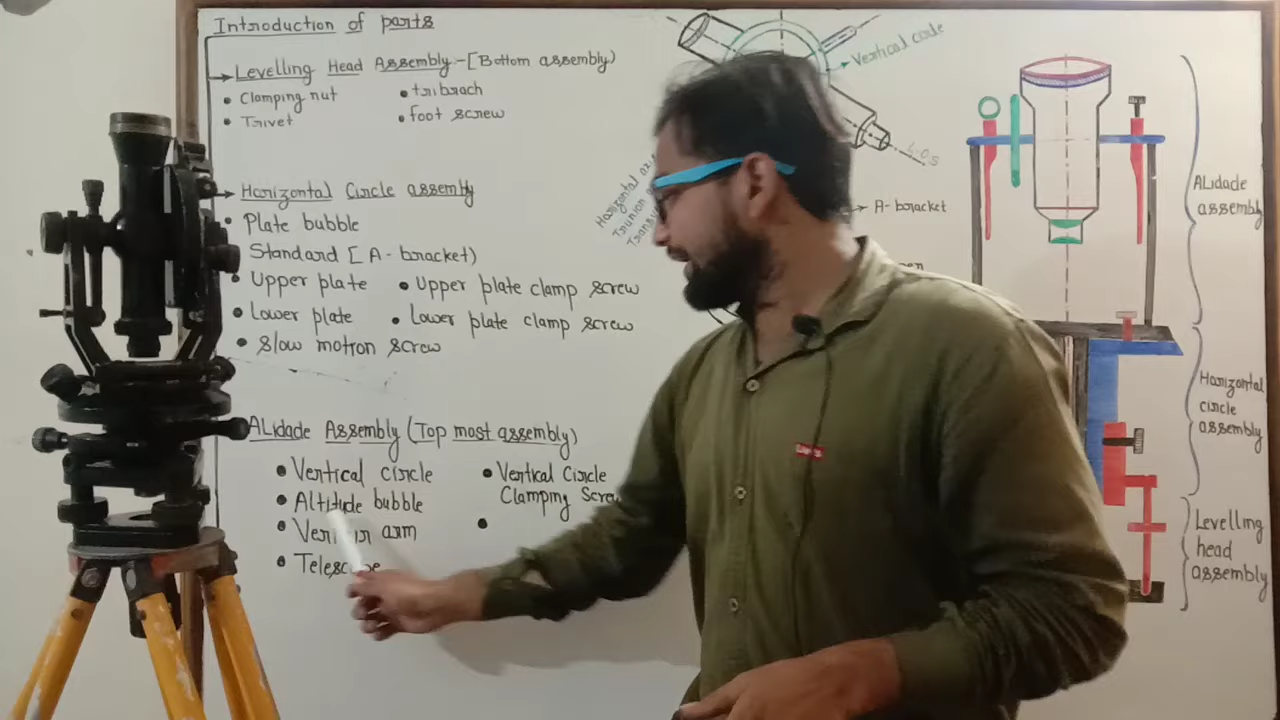 Introduction of parts
Levelling Head Assembly - [Bottom assembly)
• Clamping nut • tribrach
• Trivet • foot screw
Horizontal Circle assembly
• Plate bubble
Standard [A - bracket)
• Upper plate • Upper plate clamp screw
• Lower plate • Lower plate clamp screw
• Slow motion screw
ALidade Assembly (Top most assembly)
• Vertical circle • Vertical Circle
• Altitude bubble Clamping Screw
• arm •
•
Vertical circle
L.O.S
Horizontal
A-bracket
ALidade
assembly
Horizontal
circle
assembly
Levelling
head
assembly